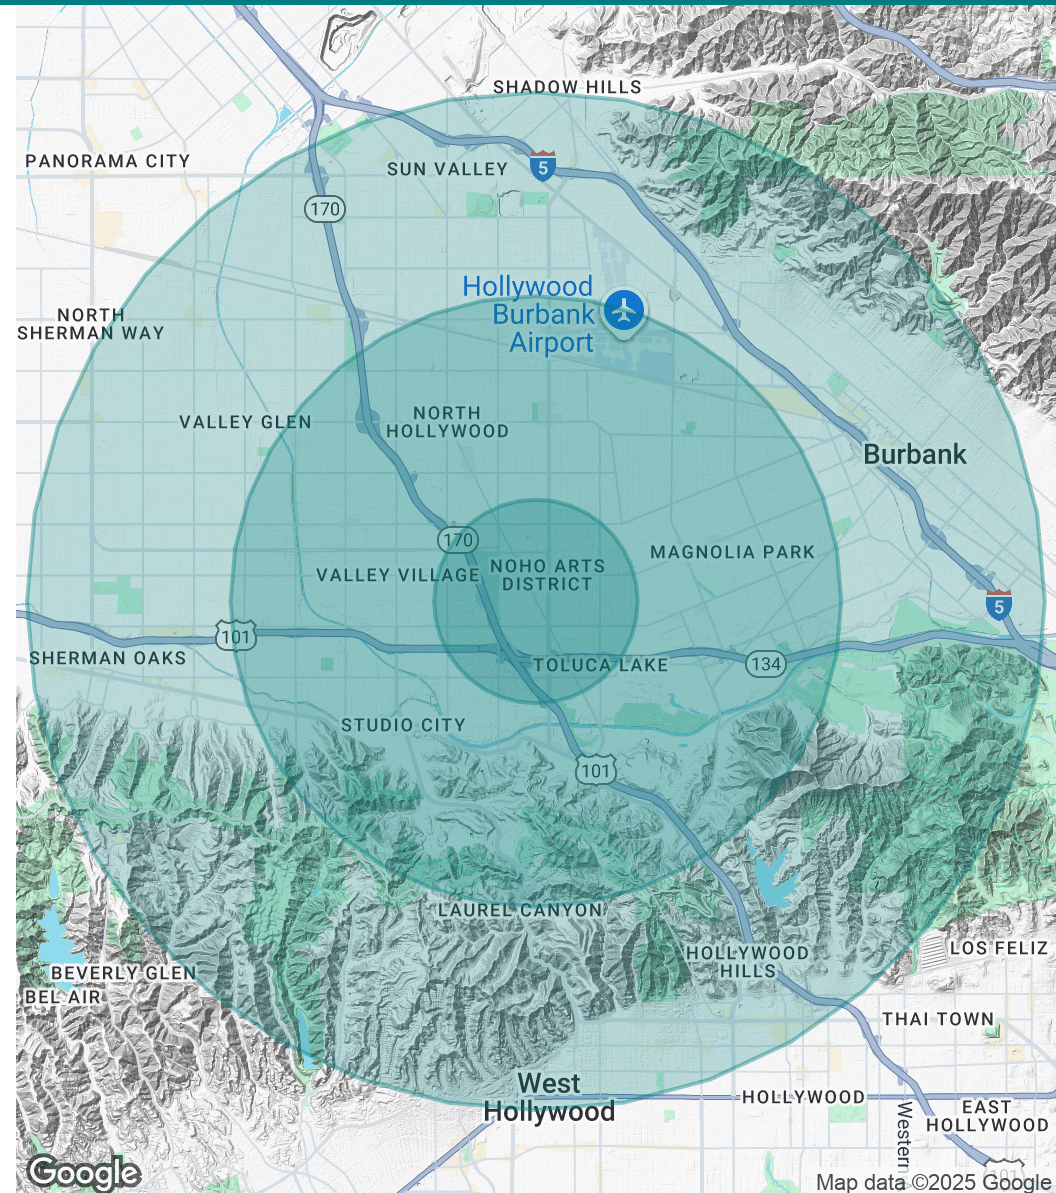 SHADOW HILLS
PANORAMA CITY
SUN VALLEY
5
170
Hollywood
Burbank
Airport
NORTH
SHERMAN WAY
VALLEY GLEN
NORTH
HOLLYWOOD
Burbank
170
MAGNOLIA PARK
NOHO ARTS
DISTRICT
VALLEY VILLAGE
5
101
SHERMAN OAKS
TOLUCA LAKE
134
STUDIO CITY
101
LAUREL CANYON
HOLLYWOOD
HILLS
LOS FELIZ
BEVERLY GLEN
BEL AIR
THAI TOWN
West
Hollywood
HOLLYWOOD
EAST
HOLLYWOOD
Western
101
Google
Map data ©2025 Google